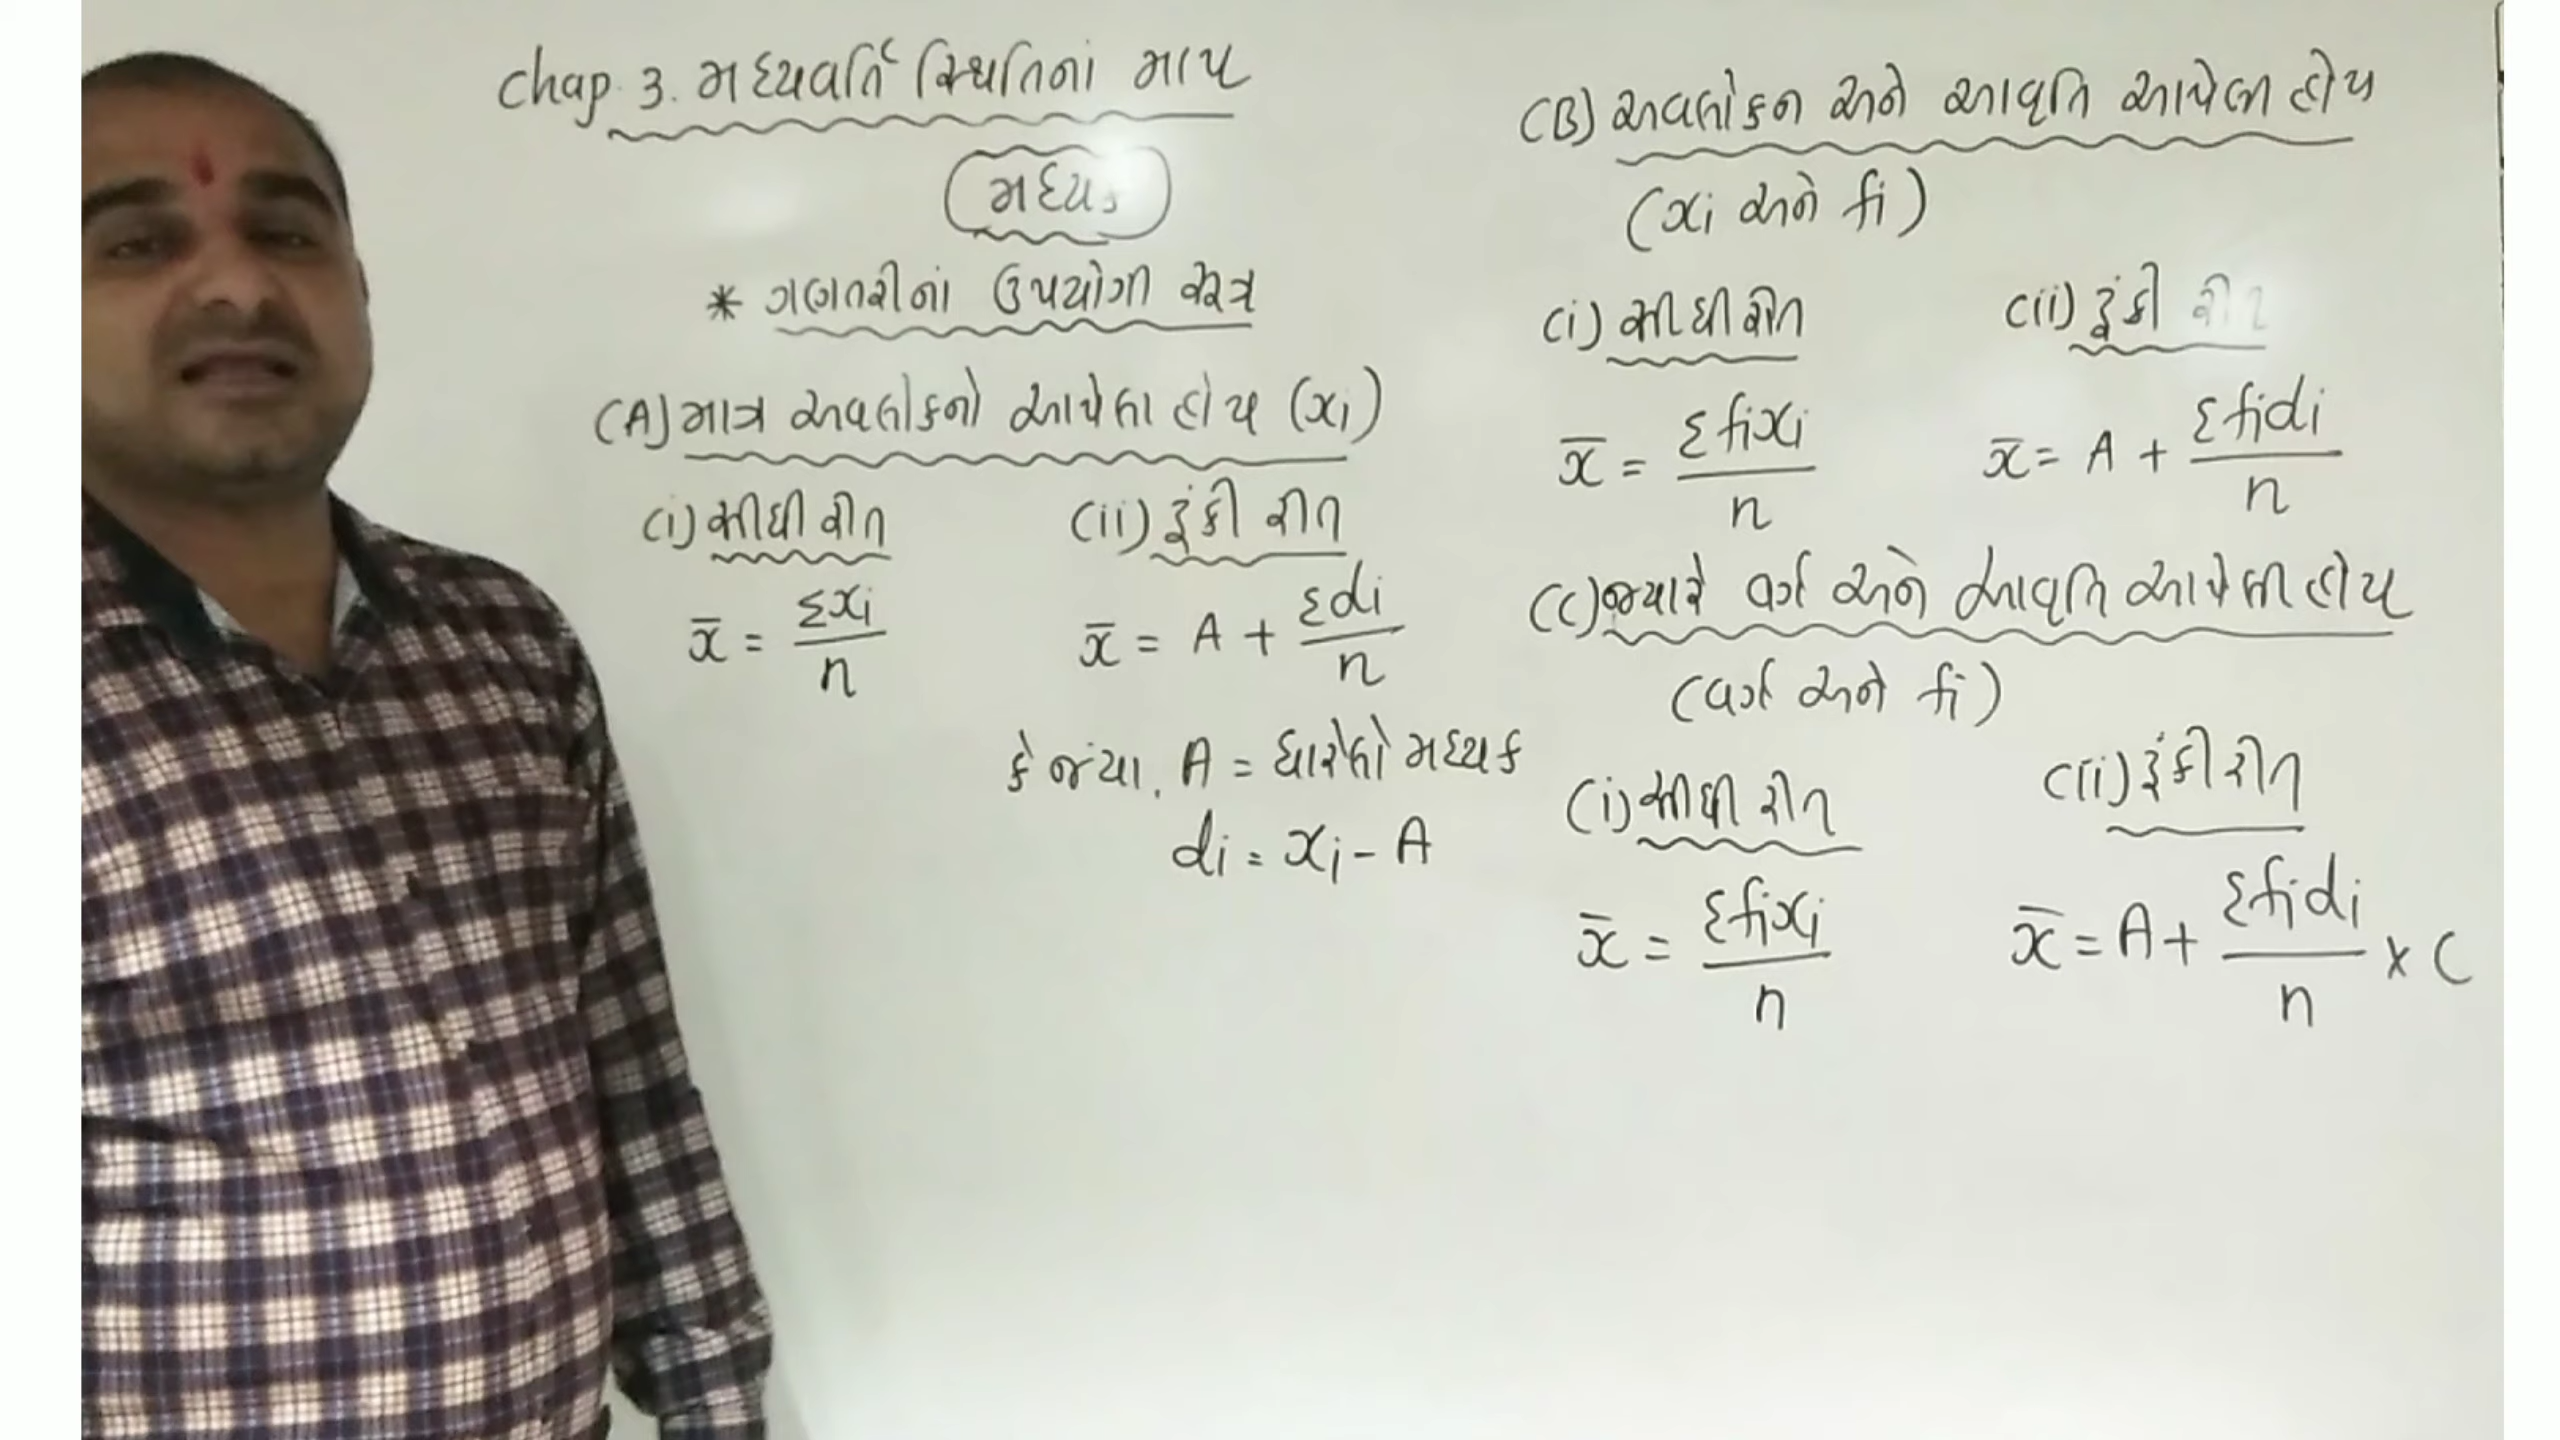 Chap. 3. મધ્યવર્તિ સ્થિતિનાં માપ
મધ્યક
* ગણતરીનાં ઉપયોગી સૂત્ર
(A) માત્ર અવલોકનો આપેલા હોય (xi)
(i) સીધી રીત (ii) ટૂંકી રીત
x̄ = Σxi / n x̄ = A + Σdi / n
કે જંયા, A = ધારેલો મધ્યક
di = xi - A
(B) અવલોકન અને આવૃતિ આપેલા હોય
(xi અને fi)
(i) સીધી રીત (ii) ટૂંકી રીત
x̄ = Σfixi / n x̄ = A + Σfidi / n
(C) જયારે વર્ગ અને આવૃતિ આપેલી હોય
(વર્ગ અને fi)
(i) સીધી રીત (ii) ટૂંકી રીત
x̄ = Σfixi / n x̄ = A + Σfidi / n × C